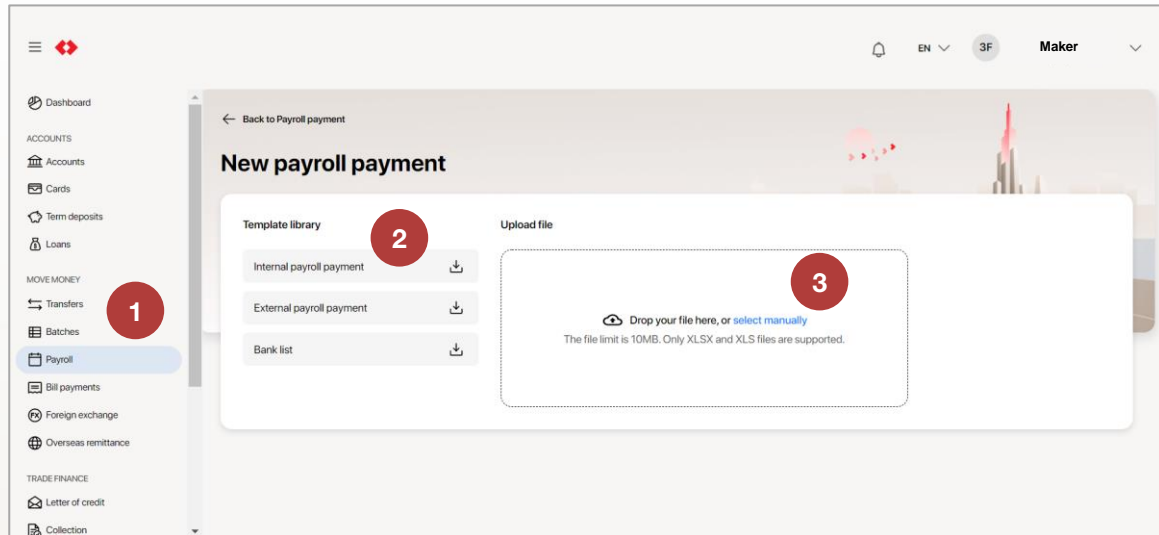 EN
3F
Maker
Dashboard
ACCOUNTS
Accounts
Cards
Term deposits
Loans
MOVE MONEY
Transfers
Batches
Payroll
Bill payments
FX Foreign exchange
Overseas remittance
TRADE FINANCE
Letter of credit
Collection
1
Back to Payroll payment
New payroll payment
Template library
2
Internal payroll payment
External payroll payment
Bank list
Upload file
3
Drop your file here, or select manually
The file limit is 10MB. Only XLSX and XLS files are supported.